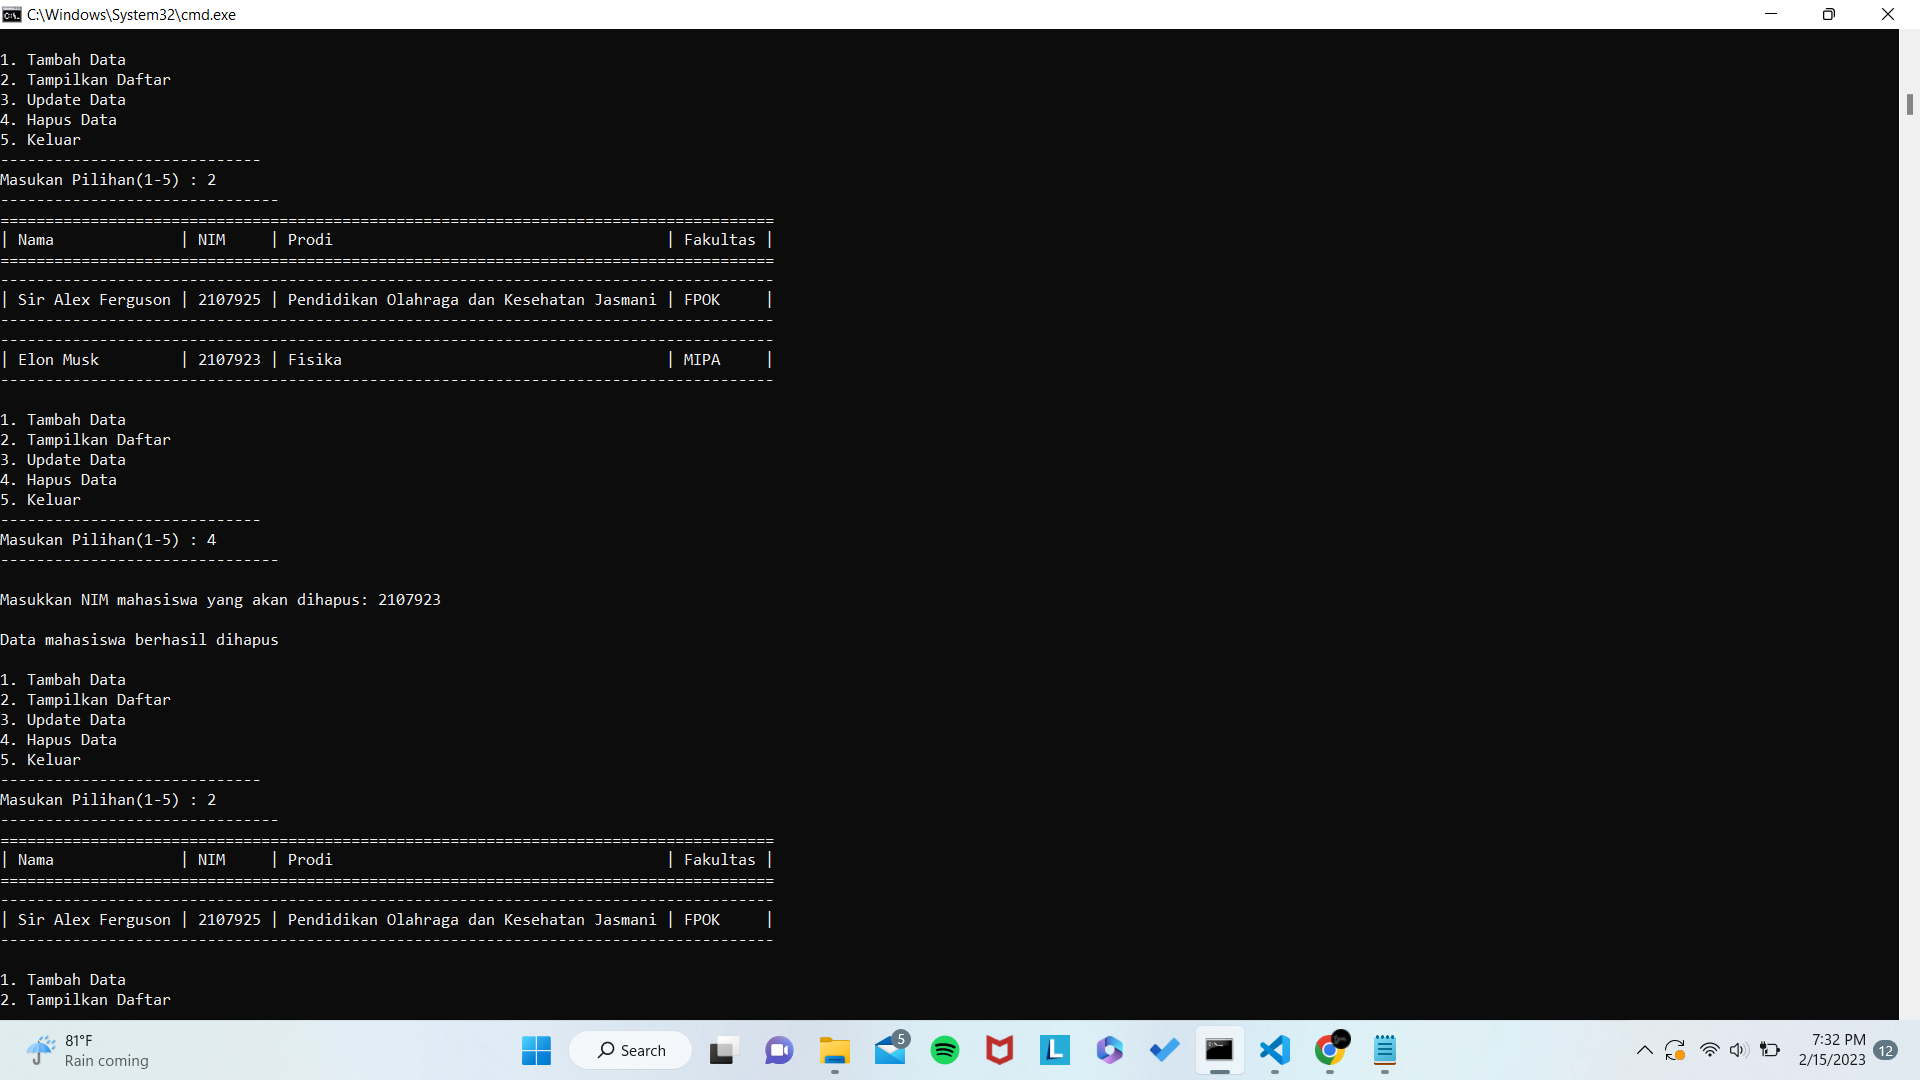 C:\Windows\System32\cmd.exe
1. Tambah Data
2. Tampilkan Daftar
3. Update Data
4. Hapus Data
5. Keluar
-----------------------------
Masukan Pilihan(1-5) : 2
-------------------------------
======================================================================================
| Nama              | NIM     | Prodi                                     | Fakultas |
======================================================================================
--------------------------------------------------------------------------------------
| Sir Alex Ferguson | 2107925 | Pendidikan Olahraga dan Kesehatan Jasmani | FPOK     |
--------------------------------------------------------------------------------------
--------------------------------------------------------------------------------------
| Elon Musk         | 2107923 | Fisika                                    | MIPA     |
--------------------------------------------------------------------------------------
1. Tambah Data
2. Tampilkan Daftar
3. Update Data
4. Hapus Data
5. Keluar
-----------------------------
Masukan Pilihan(1-5) : 4
-------------------------------
Masukkan NIM mahasiswa yang akan dihapus: 2107923
Data mahasiswa berhasil dihapus
1. Tambah Data
2. Tampilkan Daftar
3. Update Data
4. Hapus Data
5. Keluar
-----------------------------
Masukan Pilihan(1-5) : 2
-------------------------------
======================================================================================
| Nama              | NIM     | Prodi                                     | Fakultas |
======================================================================================
--------------------------------------------------------------------------------------
| Sir Alex Ferguson | 2107925 | Pendidikan Olahraga dan Kesehatan Jasmani | FPOK     |
--------------------------------------------------------------------------------------
1. Tambah Data
2. Tampilkan Daftar
81°F
Rain coming
Search
5
L
7:32 PM
2/15/2023
12